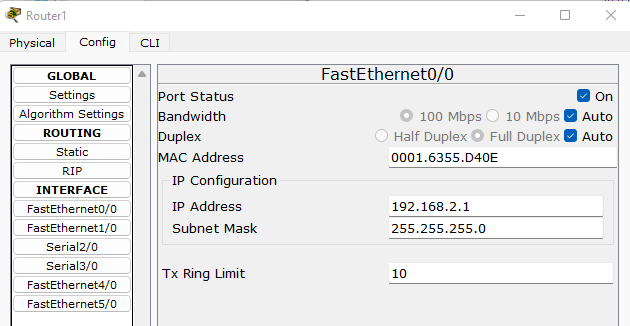 Router1
Physical Config CLI
GLOBAL
Settings
Algorithm Settings
ROUTING
Static
RIP
INTERFACE
FastEthernet0/0
FastEthernet1/0
Serial2/0
Serial3/0
FastEthernet4/0
FastEthernet5/0
FastEthernet0/0
Port Status On
Bandwidth 100 Mbps 10 Mbps Auto
Duplex Half Duplex Full Duplex Auto
MAC Address 0001.6355.D40E
IP Configuration
IP Address 192.168.2.1
Subnet Mask 255.255.255.0
Tx Ring Limit 10